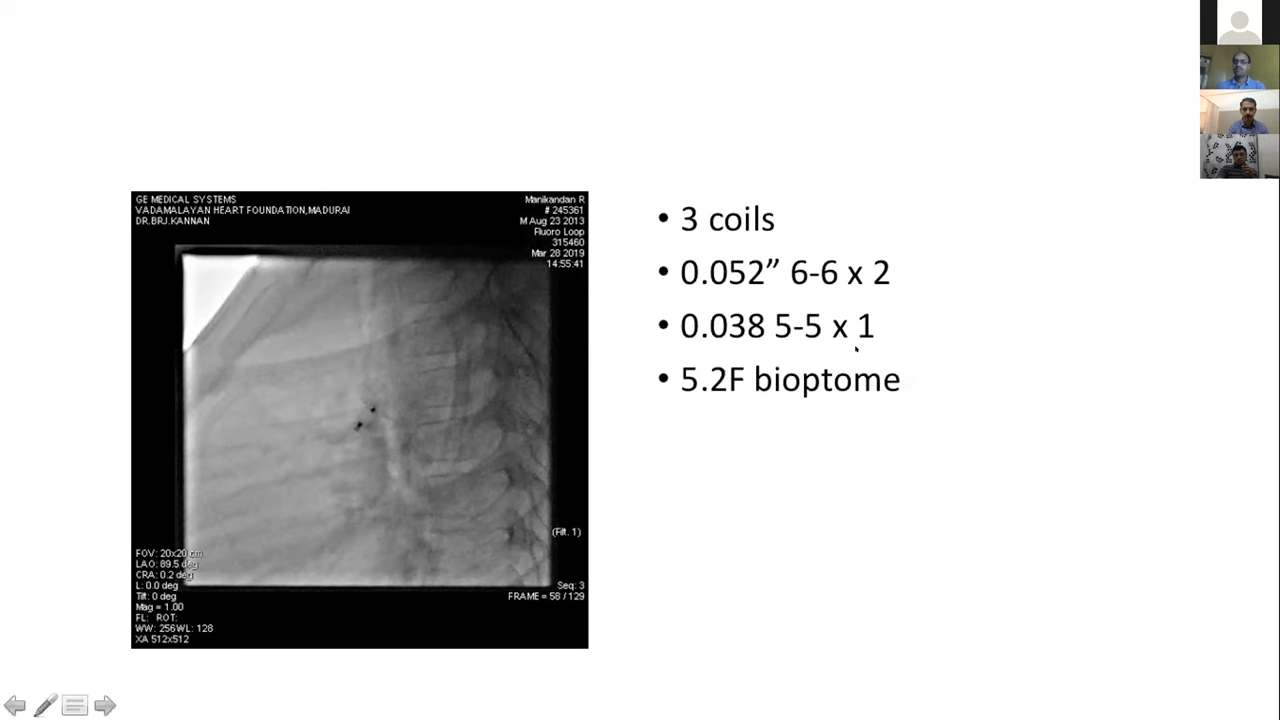 GE MEDICAL SYSTEMS
VADAMALAYAN HEART FOUNDATION,MADURAI
DR.BRJ.KANNAN
Manikandan R
# 245361
M Aug 23 2013
Fluoro Loop
315460
Mar 28 2019
14:55:41
(Filt. 1)
FOV: 20x20 cm
LAO: 89.5 deg
CRA: 0.2 deg
L: 0.0 deg
Tilt: 0 deg
Mag = 1.00
FL: ROT:
WW: 256WL: 128
XA 512x512
Seq: 3
FRAME = 58 / 129
• 3 coils
• 0.052” 6-6 x 2
• 0.038 5-5 x 1
• 5.2F bioptome